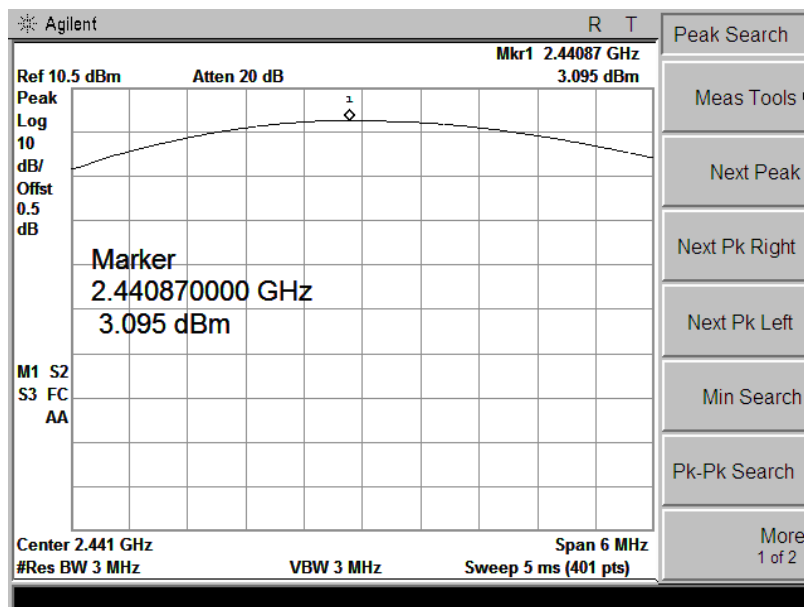 Agilent
R T
Mkr1 2.44087 GHz
Ref 10.5 dBm Atten 20 dB 3.095 dBm
Peak
Log
10
dB/
Offst
0.5
dB
1
Marker
2.440870000 GHz
3.095 dBm
M1 S2
S3 FC
AA
Center 2.441 GHz Span 6 MHz
#Res BW 3 MHz VBW 3 MHz Sweep 5 ms (401 pts)
Peak Search
Meas Tools
Next Peak
Next Pk Right
Next Pk Left
Min Search
Pk-Pk Search
More
1 of 2